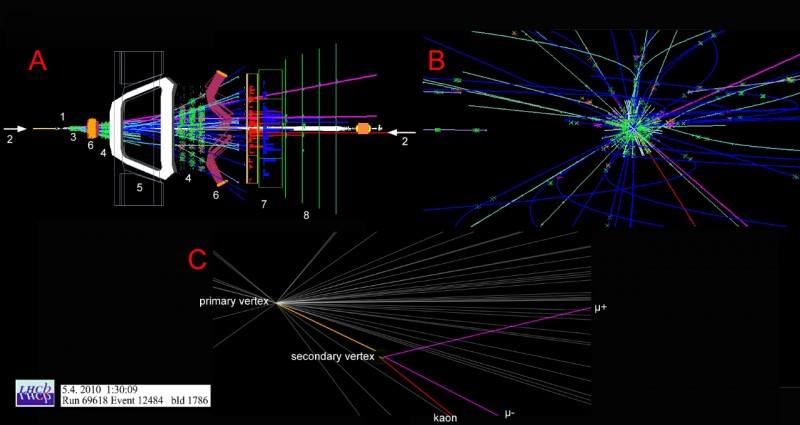 A
B
1
2
3
6
4
5
4
6
7
8
2
C
primary vertex
secondary vertex
μ+
μ-
kaon
LHCb
5.4. 2010 1:30:09
Run 69618 Event 12484 bId 1786